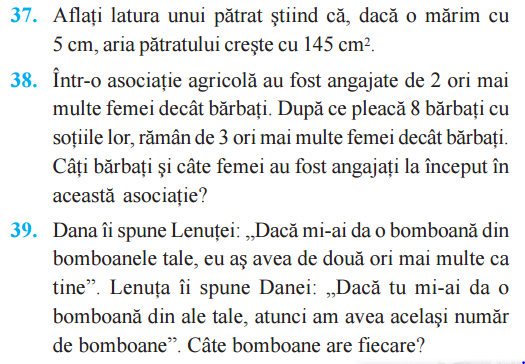 37. Aflați latura unui pătrat ştiind că, dacă o mărim cu
5 cm, aria pătratului creşte cu 145 cm².
38. Într-o asociație agricolă au fost angajate de 2 ori mai
multe femei decât bărbați. După ce pleacă 8 bărbați cu
soțiile lor, rămân de 3 ori mai multe femei decât bărbați.
Câți bărbați şi câte femei au fost angajați la început în
această asociație?
39. Dana îi spune Lenuței: „Dacă mi-ai da o bomboană din
bomboanele tale, eu aş avea de două ori mai multe ca
tine”. Lenuța îi spune Danei: „Dacă tu mi-ai da o
bomboană din ale tale, atunci am avea acelaşi număr
de bomboane”. Câte bomboane are fiecare?